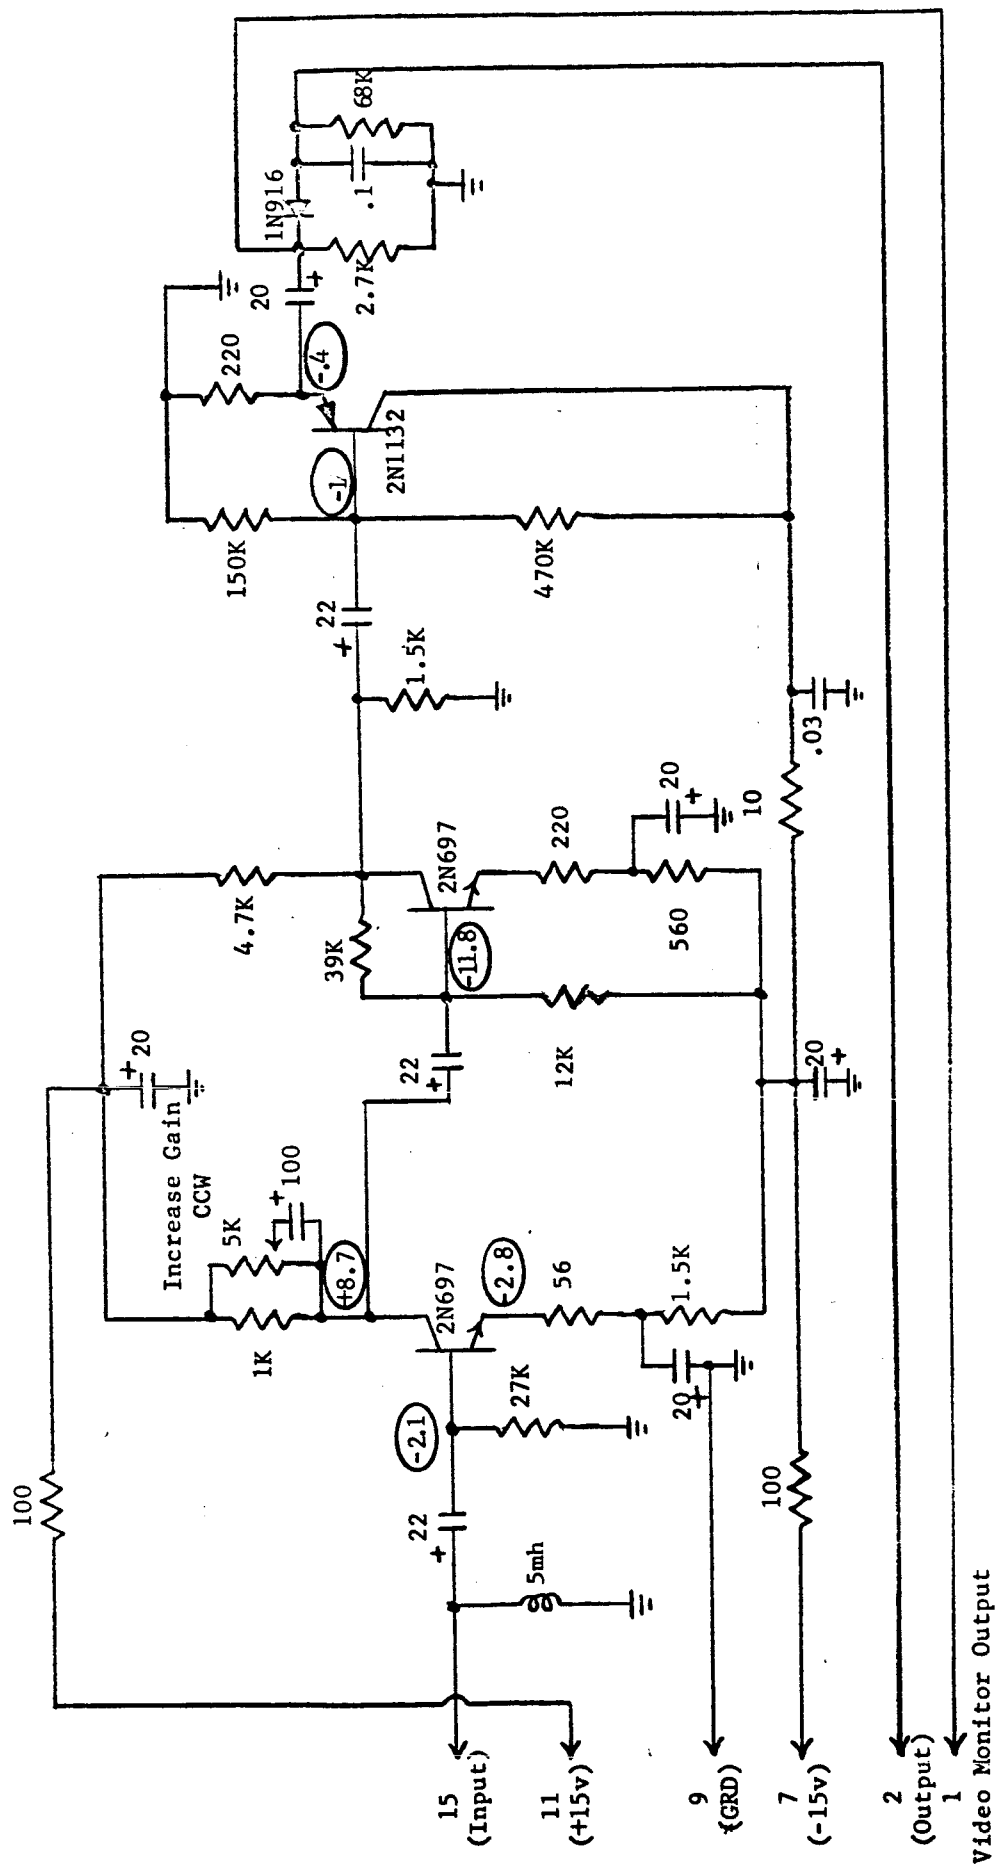 100
20
Increase Gain
CCW
5K
100
1K
+8.7
4.7K
39K
22
22
1.5K
150K
220
-1
-.4
20
1N916
2.7K
.1
68K
2N1132
470K
2N697
-11.8
12K
220
560
20
10
.03
20
2N697
-2.8
56
1.5K
20
-2.1
27K
22
5mh
100
15
(Input)
11
(+15v)
9
(GRD)
7
(-15v)
2
(Output)
1
Video Monitor Output